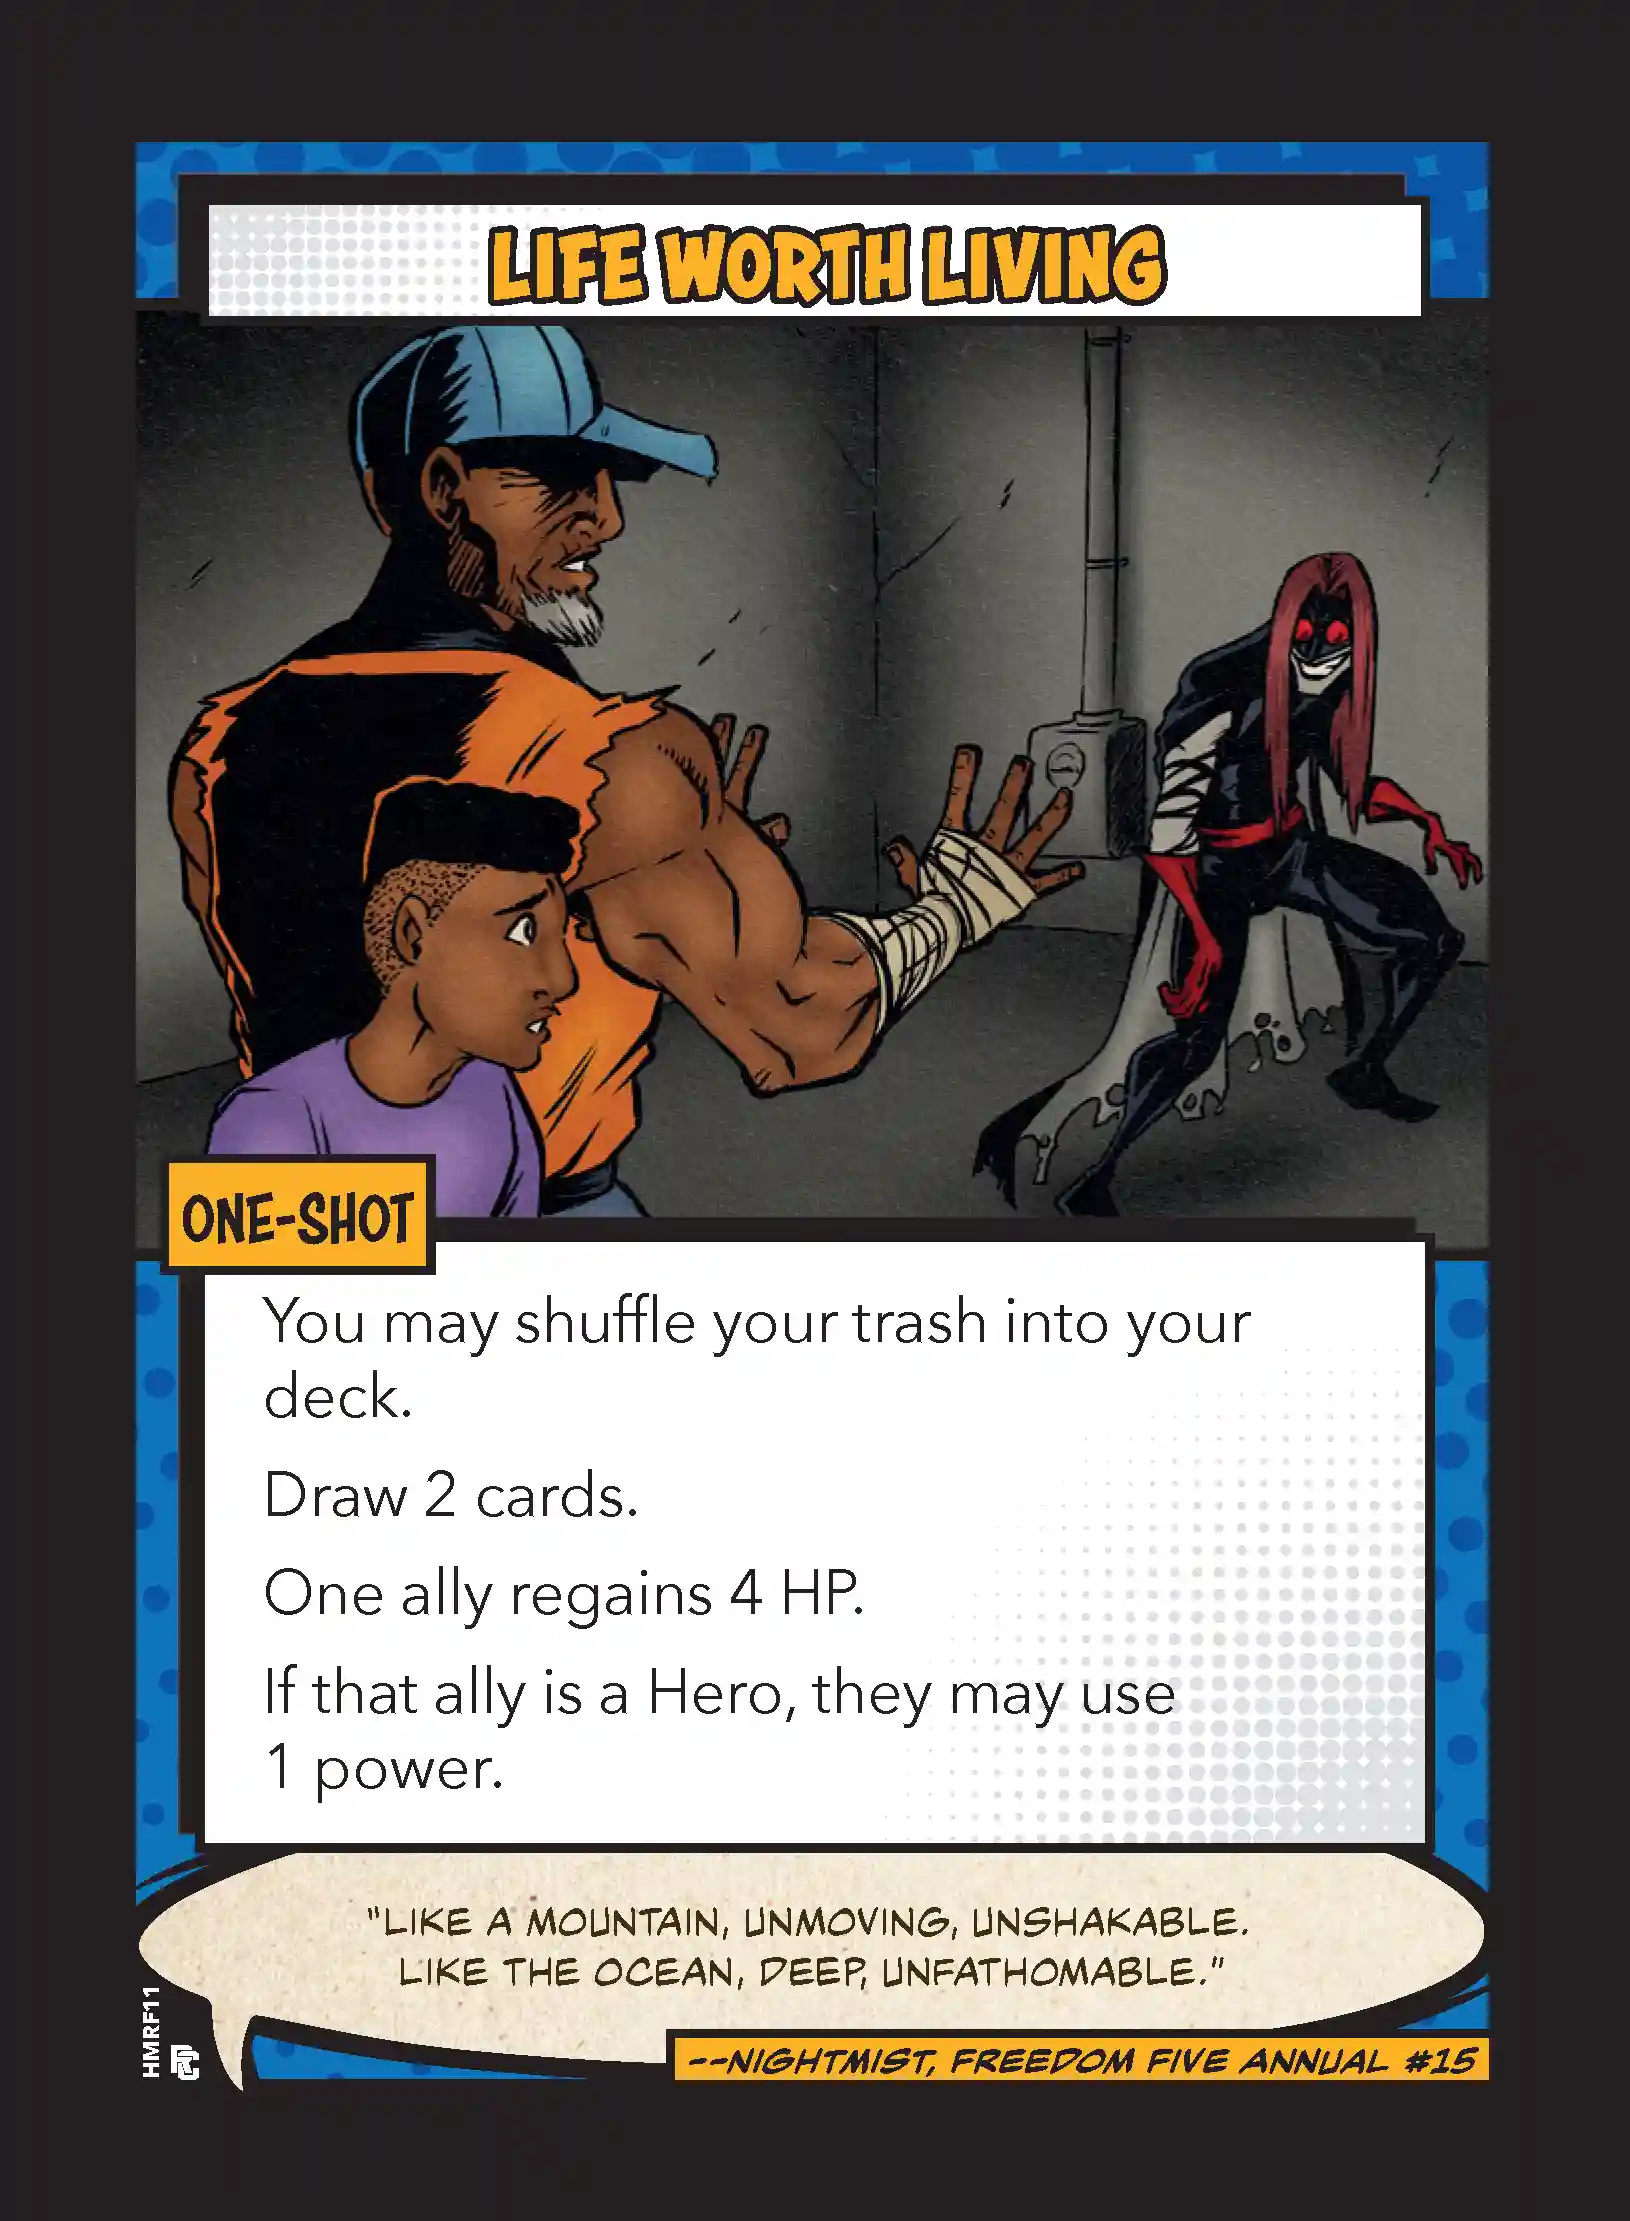 LIFE WORTH LIVING
ONE-SHOT
You may shuffle your trash into your
deck.
Draw 2 cards.
One ally regains 4 HP.
If that ally is a Hero, they may use
1 power.
"LIKE A MOUNTAIN, UNMOVING, UNSHAKABLE.
LIKE THE OCEAN, DEEP, UNFATHOMABLE."
--NIGHTMIST, FREEDOM FIVE ANNUAL #15
HMRF11